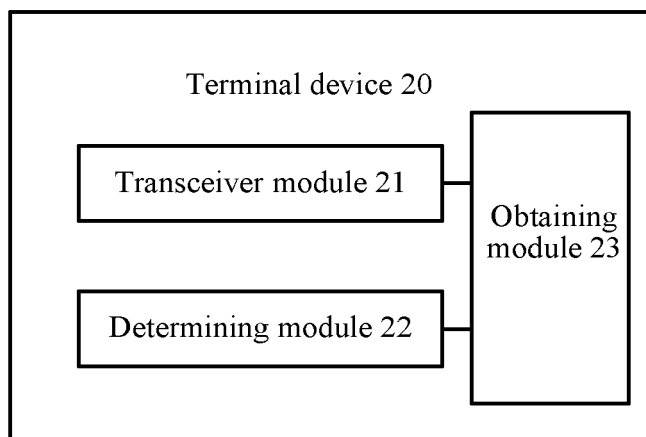 Terminal device 20
Transceiver module 21
Obtaining
module 23
Determining module 22